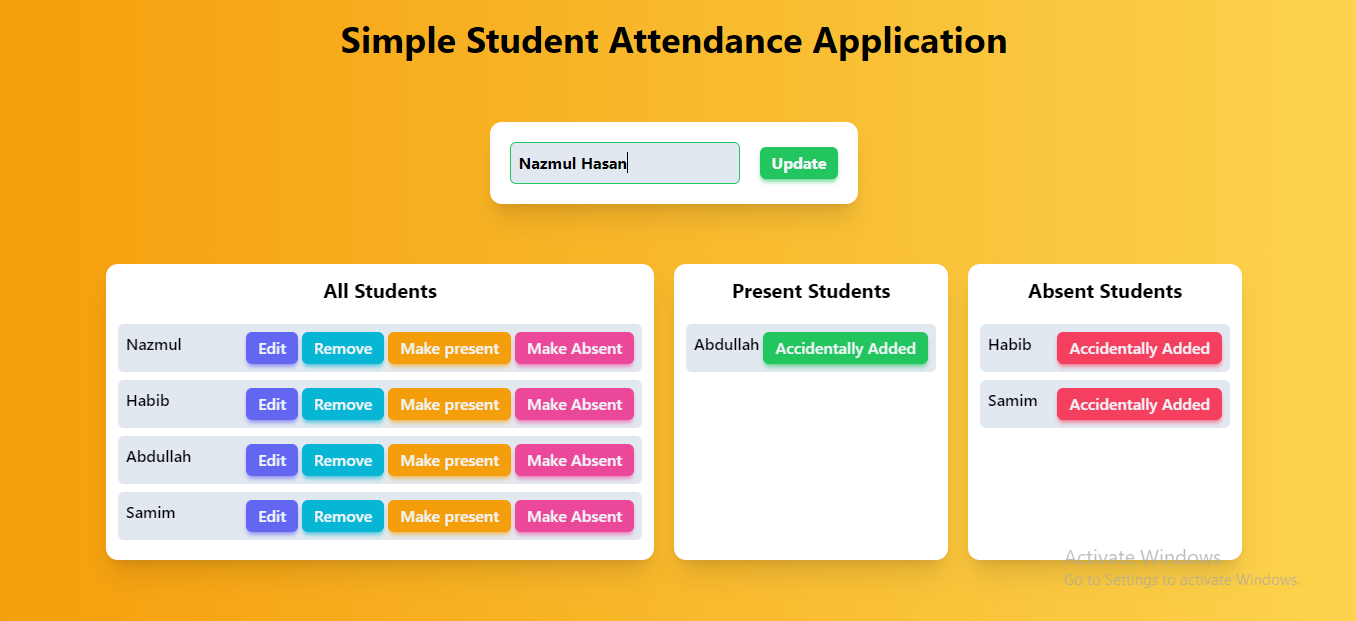 Simple Student Attendance Application
Nazmul Hasan Update
All Students
Nazmul Edit Remove Make present Make Absent
Habib Edit Remove Make present Make Absent
Abdullah Edit Remove Make present Make Absent
Samim Edit Remove Make present Make Absent
Present Students
Abdullah Accidentally Added
Absent Students
Habib Accidentally Added
Samim Accidentally Added
Activate Windows
Go to Settings to activate Windows.